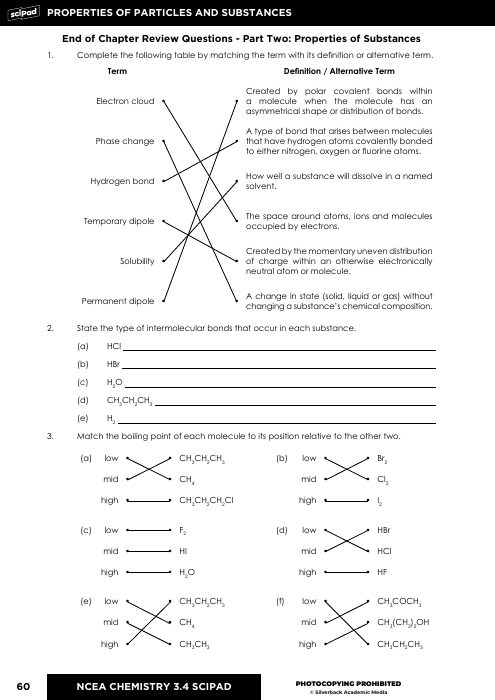 scipad PROPERTIES OF PARTICLES AND SUBSTANCES
End of Chapter Review Questions - Part Two: Properties of Substances
1. Complete the following table by matching the term with its definition or alternative term.
Term Definition / Alternative Term
Electron cloud
Created by polar covalent bonds within
a molecule when the molecule has an
asymmetrical shape or distribution of bonds.
Phase change
A type of bond that arises between molecules
that have hydrogen atoms covalently bonded
to either nitrogen, oxygen or fluorine atoms.
Hydrogen bond
How well a substance will dissolve in a named
solvent.
Temporary dipole
The space around atoms, ions and molecules
occupied by electrons.
Solubility
Created by the momentary uneven distribution
of charge within an otherwise electronically
neutral atom or molecule.
Permanent dipole
A change in state (solid, liquid or gas) without
changing a substance's chemical composition.
2. State the type of intermolecular bonds that occur in each substance.
(a) HCl
(b) HBr
(c) H₂O
(d) CH₃CH₂CH₃
(e) H₂
3. Match the boiling point of each molecule to its position relative to the other two.
(a) low CH₃CH₂CH₃
mid CH₄
high CH₃CH₂CH₂Cl
(b) low Br₂
mid Cl₂
high I₂
(c) low F₂
mid HI
high H₂O
(d) low HBr
mid HCl
high HF
(e) low CH₃CH₂CH₃
mid CH₄
high CH₃CH₃
(f) low CH₃COCH₃
mid CH₃(CH₂)₂OH
high CH₃CH₂CH₃
60 NCEA CHEMISTRY 3.4 SCIPAD
PHOTOCOPYING PROHIBITED
© Silverback Academic Media